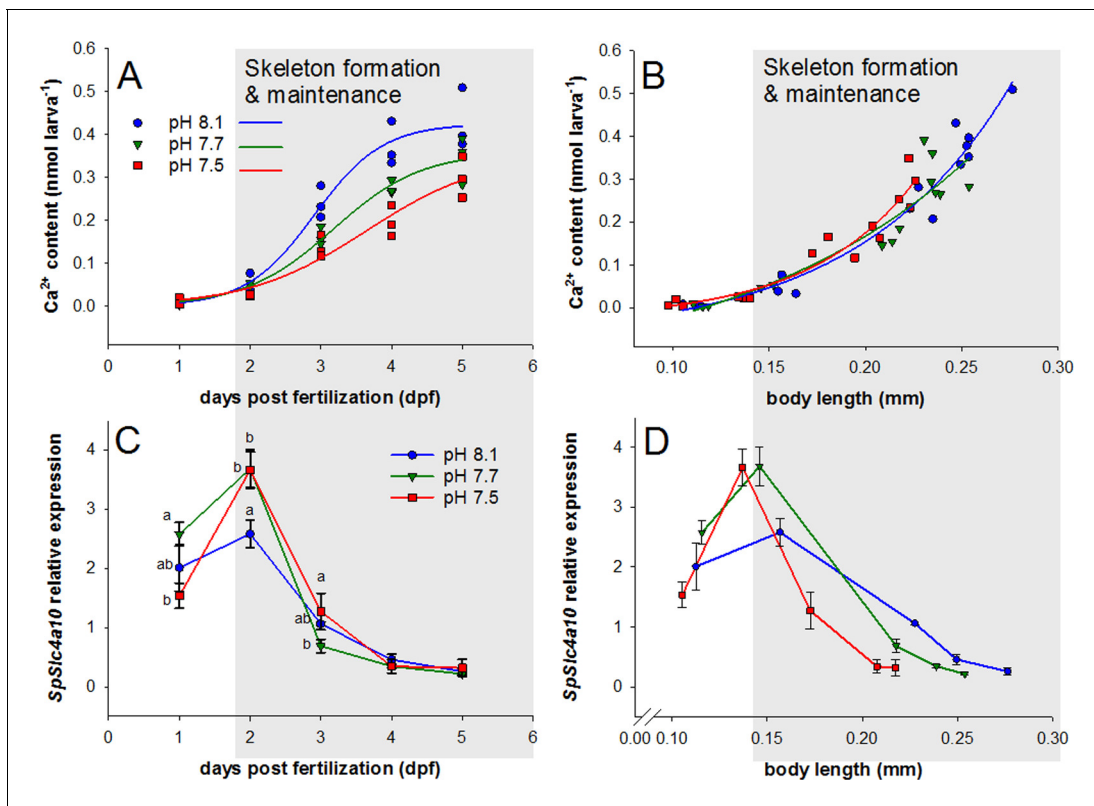 A
Skeleton formation
& maintenance
pH 8.1
pH 7.7
pH 7.5
Ca²⁺ content (nmol larva⁻¹)
0.6
0.5
0.4
0.3
0.2
0.1
0.0
0 1 2 3 4 5 6
days post fertilization (dpf)
B
Skeleton formation
& maintenance
Ca²⁺ content (nmol larva⁻¹)
0.6
0.5
0.4
0.3
0.2
0.1
0.0
0.10 0.15 0.20 0.25 0.30
body length (mm)
C
pH 8.1
pH 7.7
pH 7.5
SpSlc4a10 relative expression
4
3
2
1
0
a
ab
b
b
b
a
a
ab
b
0 1 2 3 4 5 6
days post fertilization (dpf)
D
SpSlc4a10 relative expression
4
3
2
1
0
0.00 0.10 0.15 0.20 0.25 0.30
body length (mm)